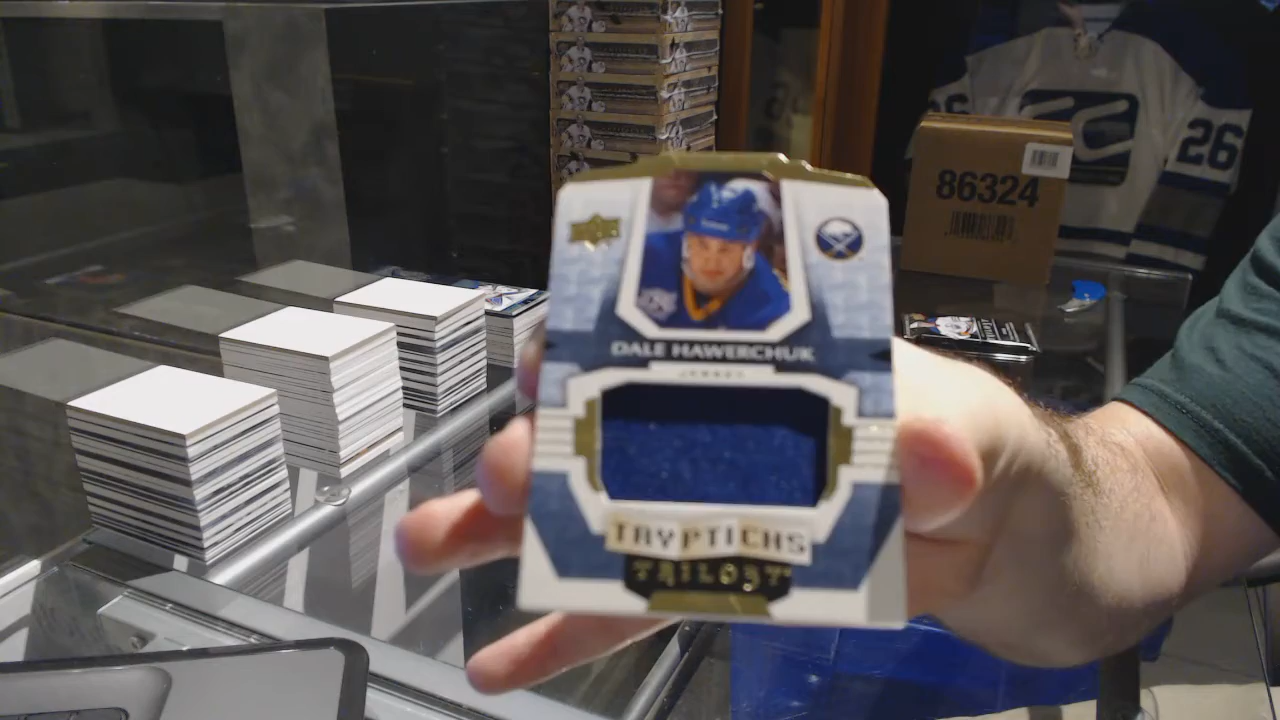 86324
26
DALE HAWERCHUK
JERSEY
TRYPTICHS
TRILOGY